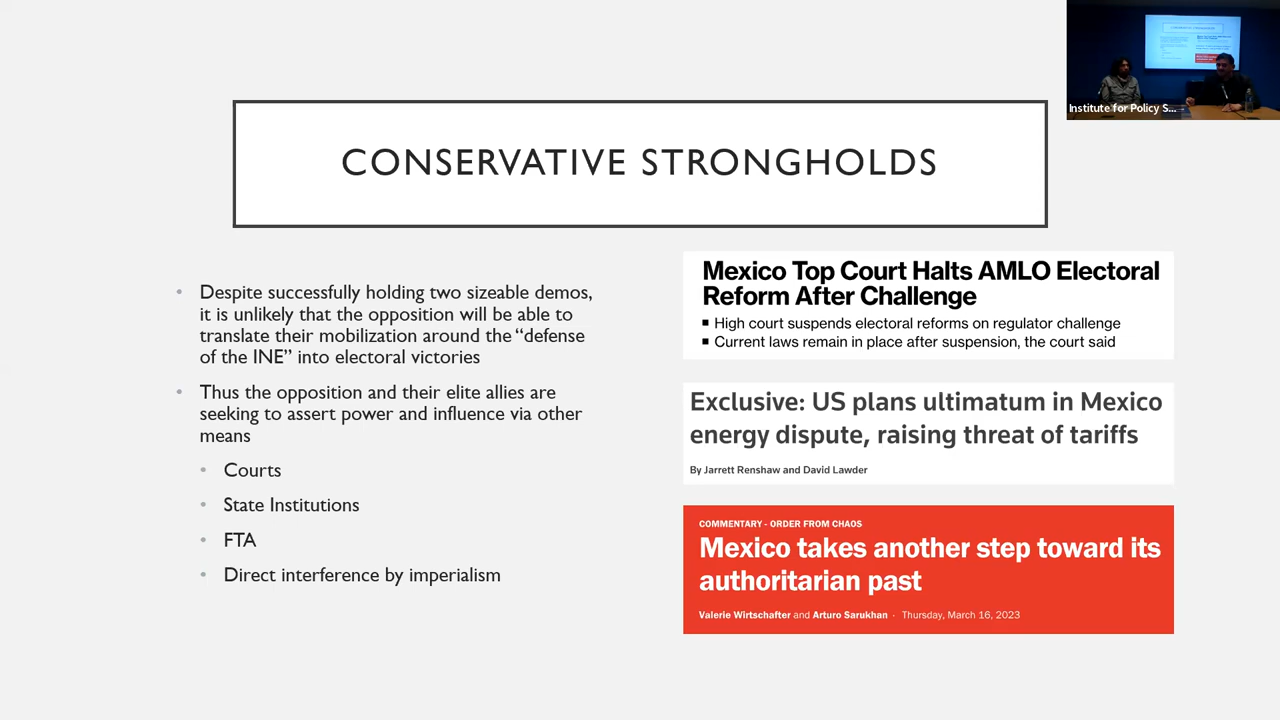 CONSERVATIVE STRONGHOLDS
Institute for Policy S...
Despite successfully holding two sizeable demos,
it is unlikely that the opposition will be able to
translate their mobilization around the “defense
of the INE” into electoral victories
Thus the opposition and their elite allies are
seeking to assert power and influence via other
means
Courts
State Institutions
FTA
Direct interference by imperialism
Mexico Top Court Halts AMLO Electoral
Reform After Challenge
High court suspends electoral reforms on regulator challenge
Current laws remain in place after suspension, the court said
Exclusive: US plans ultimatum in Mexico
energy dispute, raising threat of tariffs
By Jarrett Renshaw and David Lawder
COMMENTARY - ORDER FROM CHAOS
Mexico takes another step toward its
authoritarian past
Valerie Wirtschafter and Arturo Sarukhan · Thursday, March 16, 2023